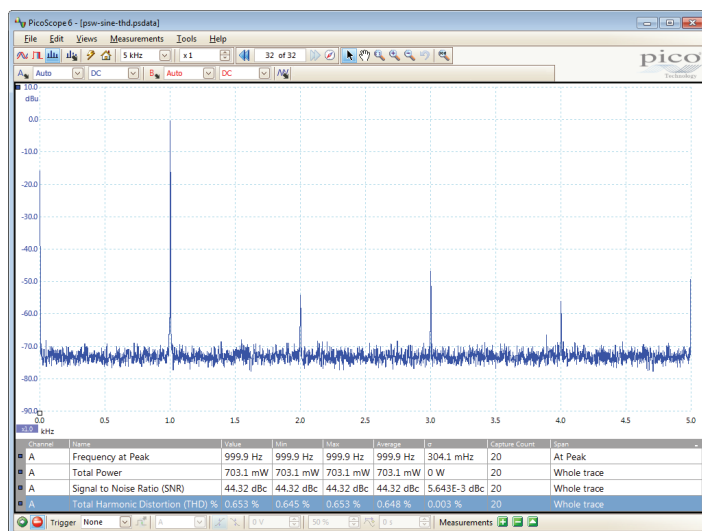 PicoScope 6 - [psw-sine-thd.psdata]
File Edit Views Measurements Tools Help
5 kHz x 1 32 of 32
pico
Technology
A Auto DC B Auto DC
10.0
dBu
0.0
-10.0
-20.0
-30.0
-40.0
-50.0
-60.0
-70.0
-80.0
-90.0
0.0 0.5 1.0 1.5 2.0 2.5 3.0 3.5 4.0 4.5 5.0
x1.0 kHz
Channel Name Value Min Max Average σ Capture Count Span
A Frequency at Peak 999.9 Hz 999.9 Hz 999.9 Hz 999.9 Hz 304.1 mHz 20 At Peak
A Total Power 703.1 mW 703.1 mW 703.1 mW 703.1 mW 0 W 20 Whole trace
A Signal to Noise Ratio (SNR) 44.32 dBc 44.32 dBc 44.32 dBc 44.32 dBc 5.643E-3 dBc 20 Whole trace
A Total Harmonic Distortion (THD) % 0.653 % 0.645 % 0.653 % 0.648 % 0.003 % 20 Whole trace
Trigger None A 0 V 50 % 0 s Measurements